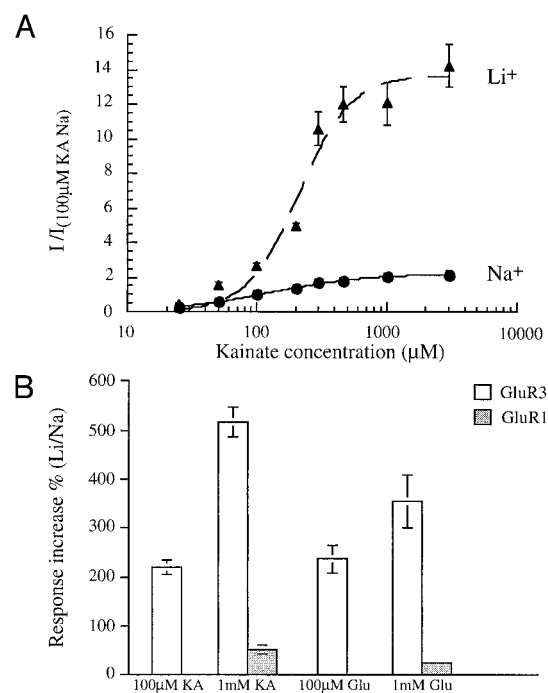 A
I/I(100μM KA Na)
16
14
12
10
8
6
4
2
0
Li+
Na+
10
100
1000
10000
Kainate concentration (μM)
B
Response increase % (Li/Na)
600
500
400
300
200
100
0
GluR3
GluR1
100μM KA
1mM KA
100μM Glu
1mM Glu